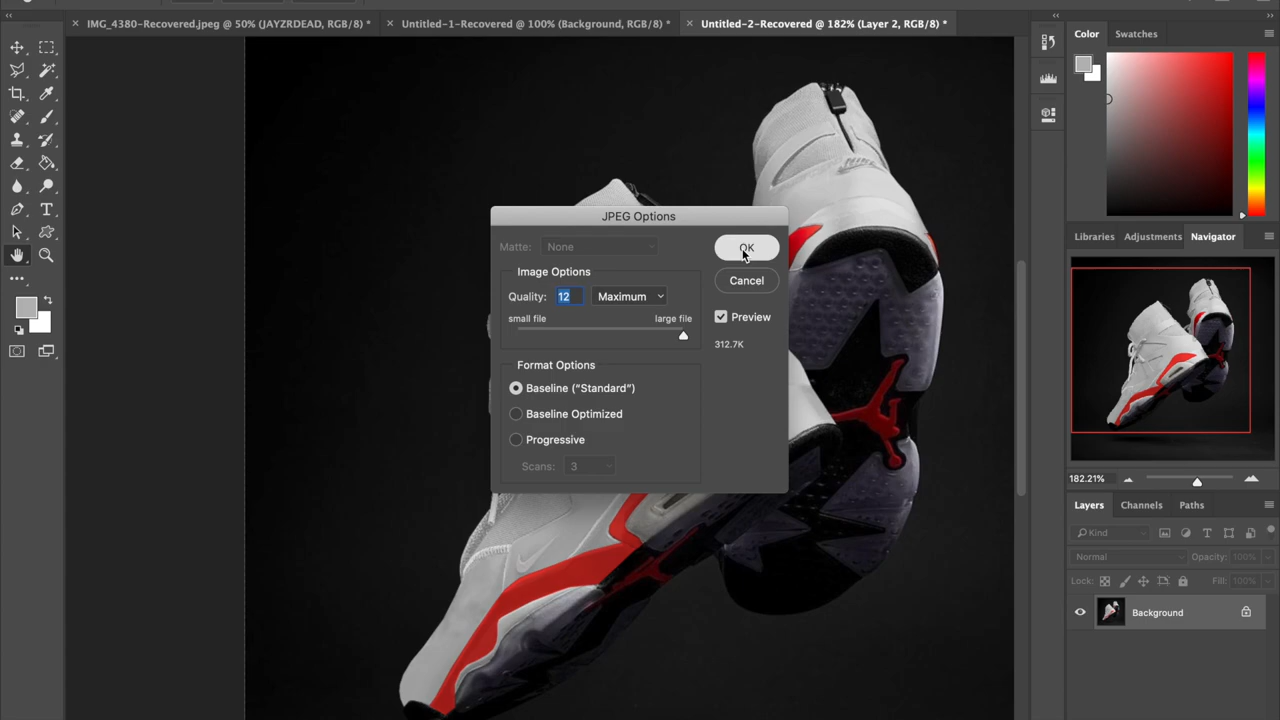 IMG_4380-Recovered.jpeg @ 50% (JAYZRDEAD, RGB/8) *
Untitled-1-Recovered @ 100% (Background, RGB/8) *
Untitled-2-Recovered @ 182% (Layer 2, RGB/8) *
Color
Swatches
JPEG Options
Matte:
None
OK
Image Options
Cancel
Quality:
12
Maximum
small file
large file
Preview
312.7K
Format Options
Baseline (“Standard”)
Baseline Optimized
Progressive
Scans:
3
Libraries
Adjustments
Navigator
182.21%
Layers
Channels
Paths
Kind
Normal
Opacity:
100%
Lock:
Fill:
100%
Background